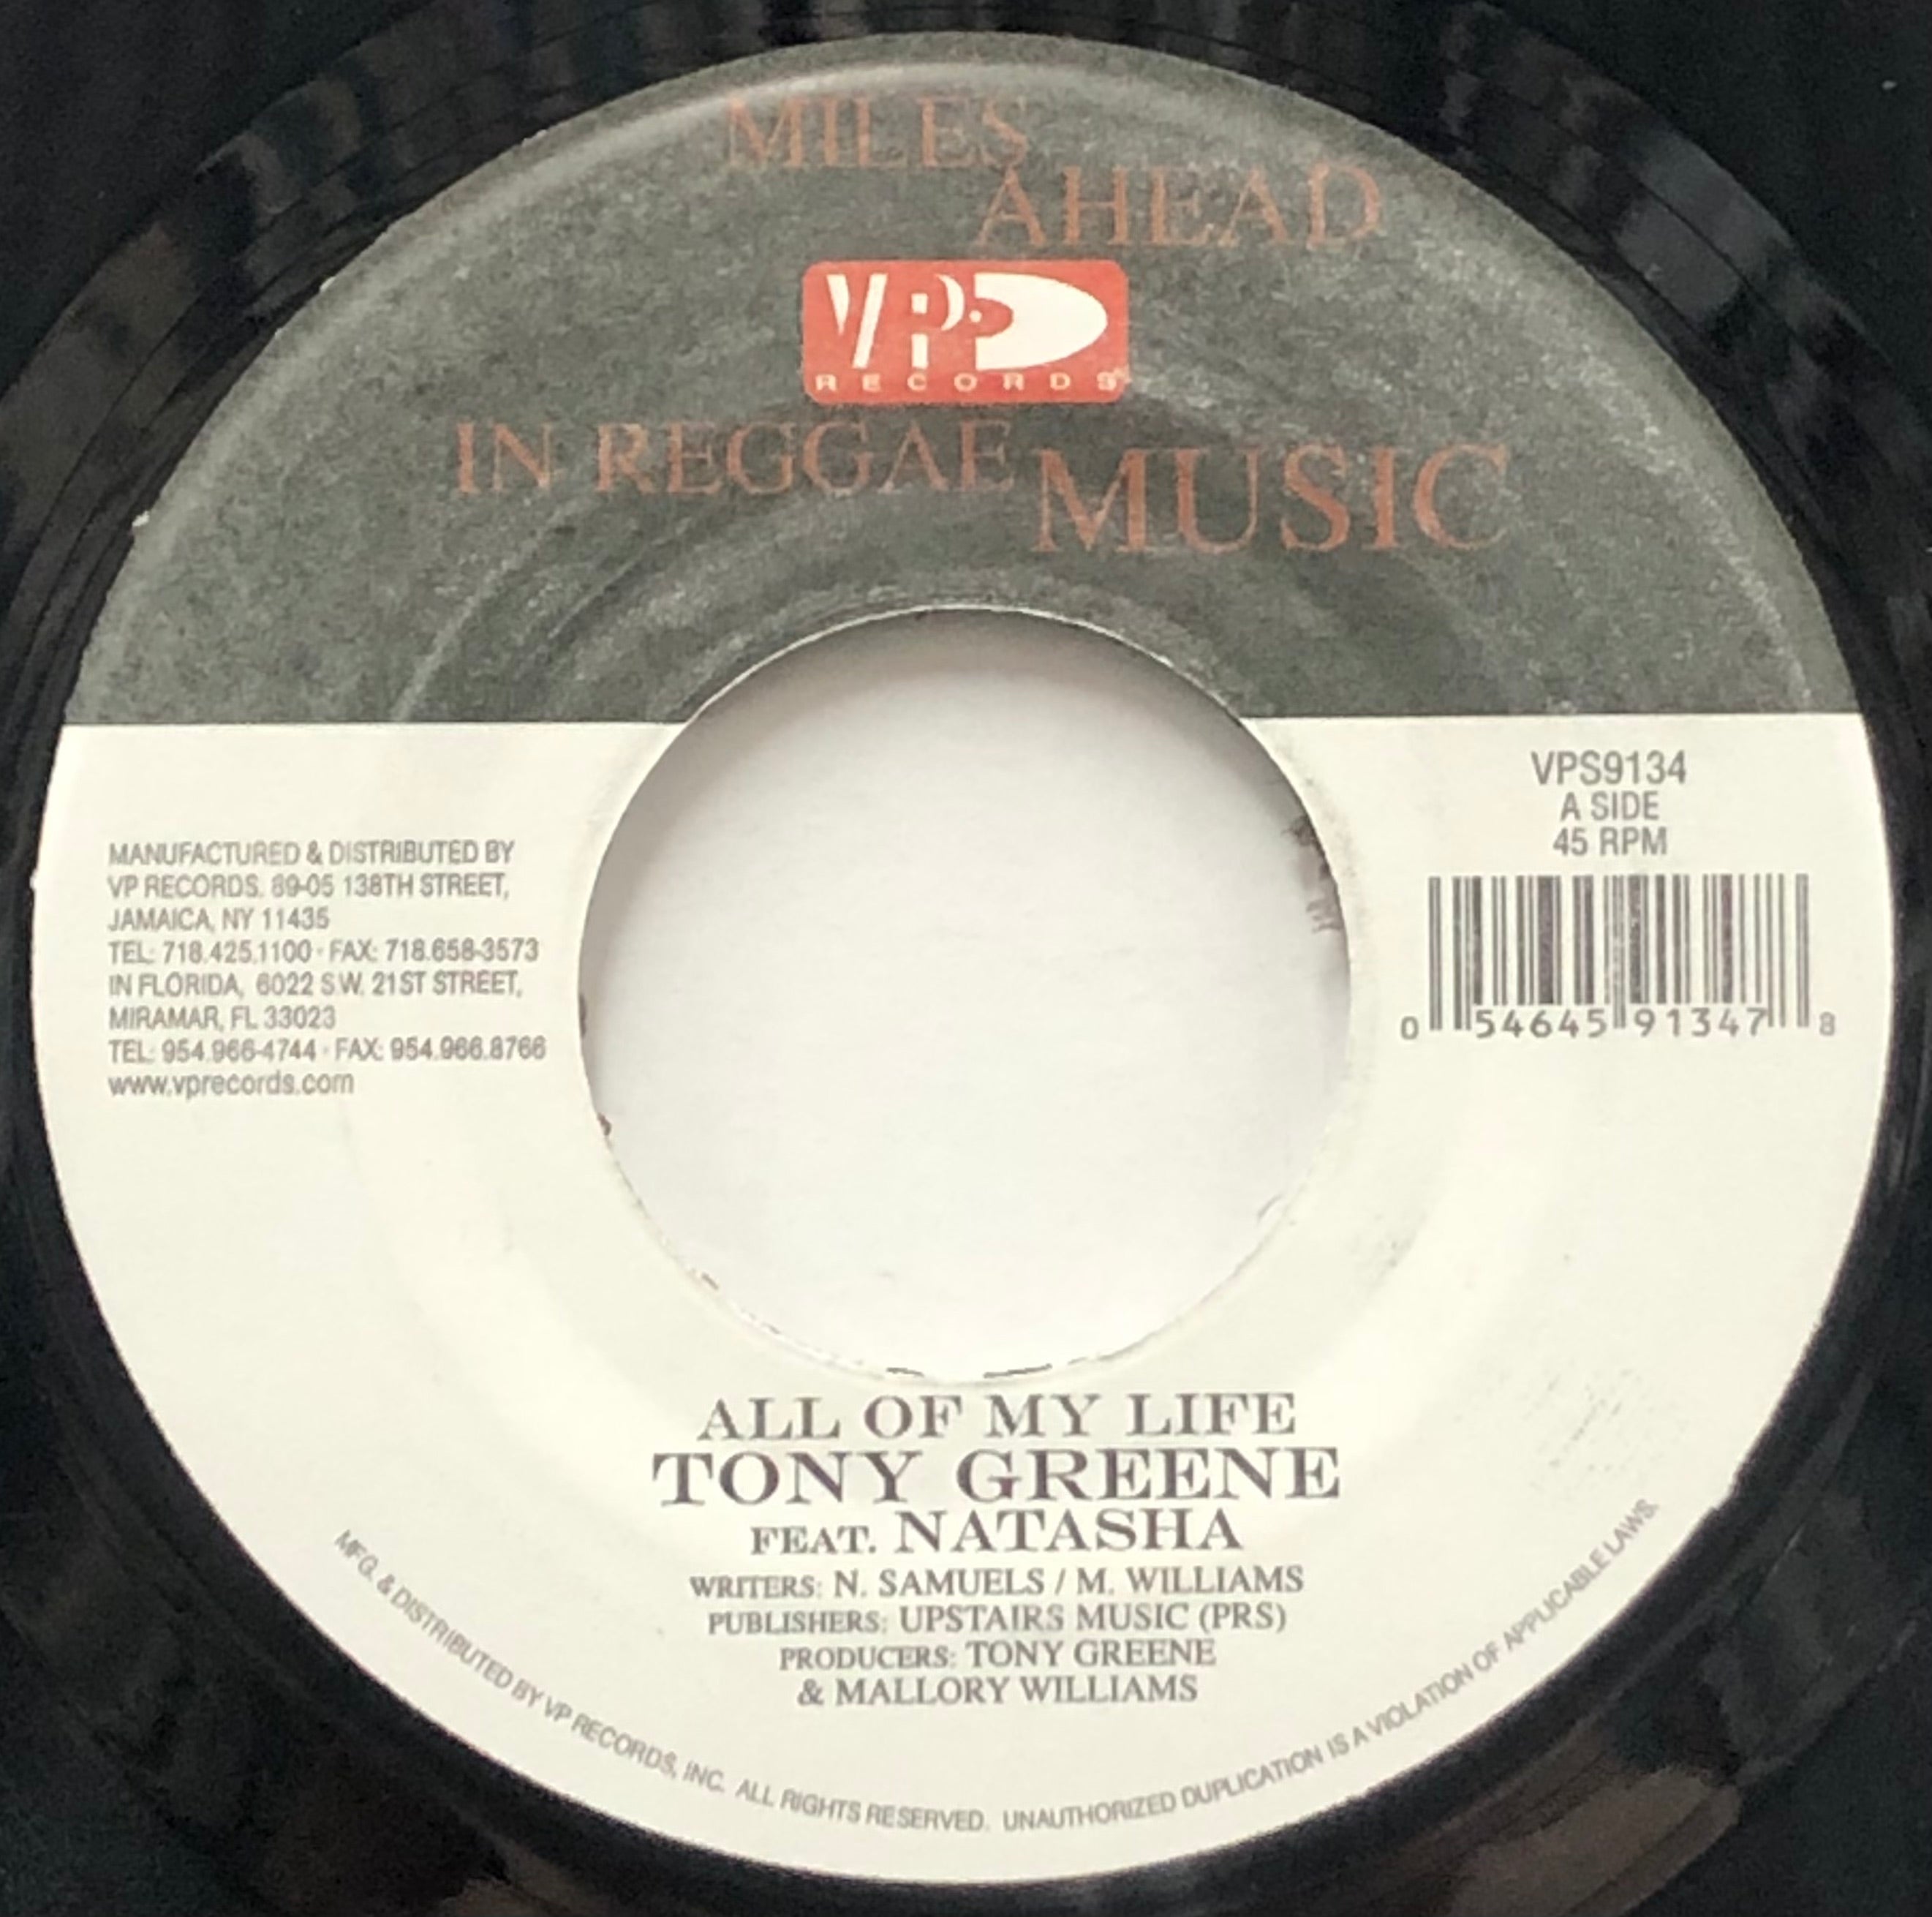 MILES
AHEAD
VP
RECORDS
IN REGGAE MUSIC
VPS9134
A SIDE
45 RPM
0 54645 91347 8
MANUFACTURED & DISTRIBUTED BY
VP RECORDS. 89-05 138TH STREET,
JAMAICA, NY 11435
TEL: 718.425.1100 · FAX: 718.658-3573
IN FLORIDA, 6022 S.W. 21ST STREET,
MIRAMAR, FL 33023
TEL: 954.966-4744 · FAX: 954.966.8766
www.vprecords.com
ALL OF MY LIFE
TONY GREENE
FEAT. NATASHA
WRITERS: N. SAMUELS / M. WILLIAMS
PUBLISHERS: UPSTAIRS MUSIC (PRS)
PRODUCERS: TONY GREENE
& MALLORY WILLIAMS
MFG. & DISTRIBUTED BY VP RECORDS, INC. ALL RIGHTS RESERVED. UNAUTHORIZED DUPLICATION IS A VIOLATION OF APPLICABLE LAWS.